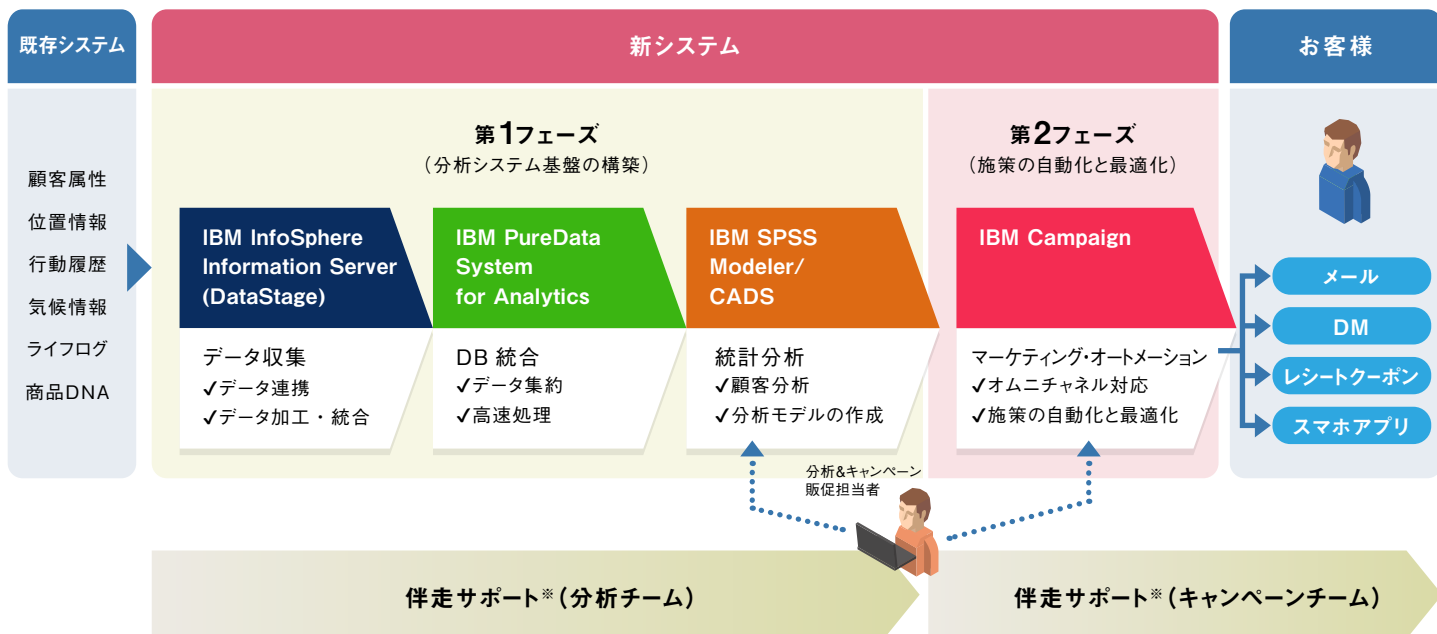 既存システム
新システム
お客様
顧客属性
位置情報
行動履歴
気候情報
ライフログ
商品DNA
第1フェーズ
(分析システム基盤の構築)
IBM InfoSphere
Information Server
(DataStage)
データ収集
✓データ連携
✓データ加工・統合
IBM PureData
System
for Analytics
DB 統合
✓データ集約
✓高速処理
IBM SPSS
Modeler/
CADS
統計分析
✓顧客分析
✓分析モデルの作成
第2フェーズ
(施策の自動化と最適化)
IBM Campaign
マーケティング・オートメーション
✓オムニチャネル対応
✓施策の自動化と最適化
メール
DM
レシートクーポン
スマホアプリ
分析&キャンペーン
販促担当者
伴走サポート※(分析チーム)
伴走サポート※(キャンペーンチーム)